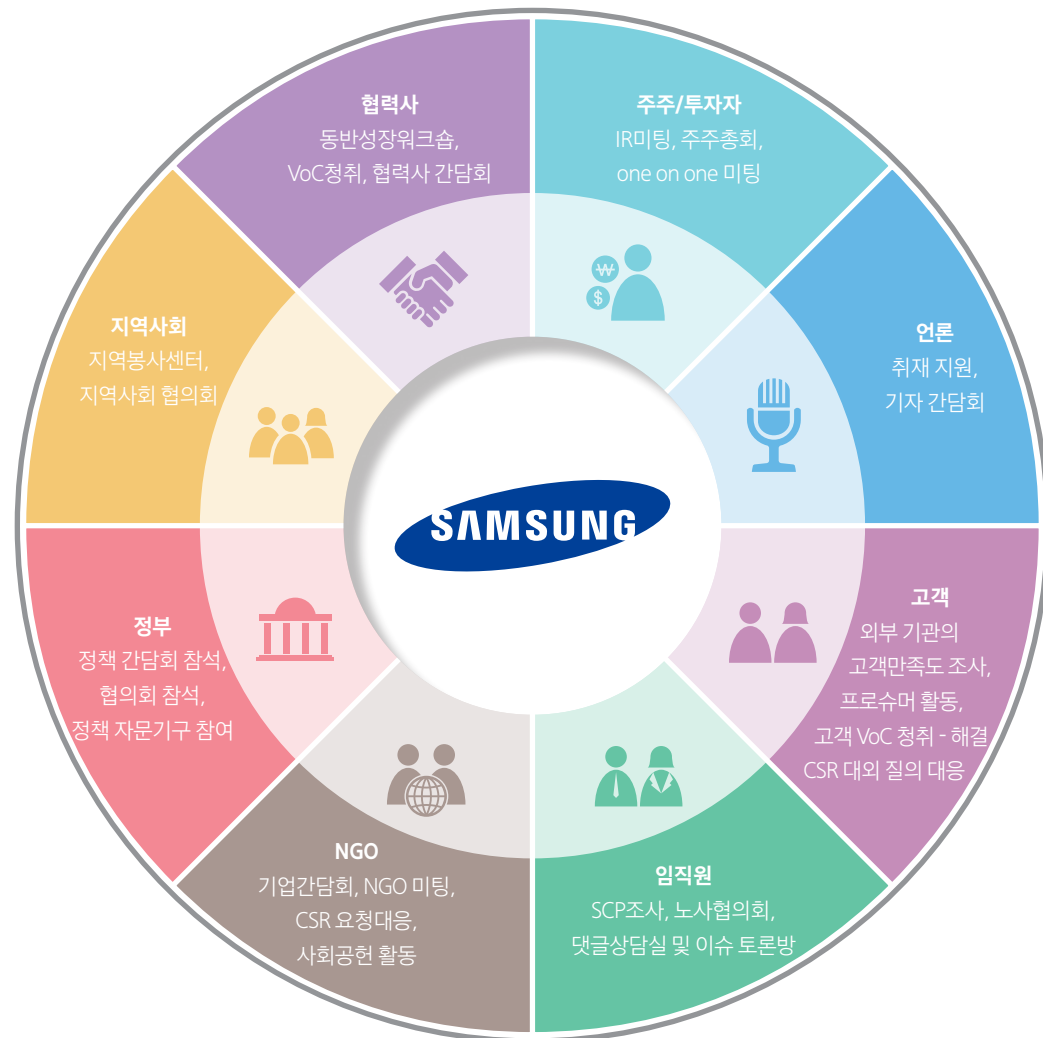 협력사
동반성장워크숍,
VoC청취, 협력사 간담회
주주/투자자
IR미팅, 주주총회,
one on one 미팅
언론
취재 지원,
기자 간담회
고객
외부 기관의
고객만족도 조사,
프로슈머 활동,
고객 VoC 청취 - 해결
CSR 대외 질의 대응
임직원
SCP조사, 노사협의회,
댓글상담실 및 이슈 토론방
NGO
기업간담회, NGO 미팅,
CSR 요청대응,
사회공헌 활동
정부
정책 간담회 참석,
협의회 참석,
정책 자문기구 참여
지역사회
지역봉사센터,
지역사회 협의회
₩
$
SAMSUNG